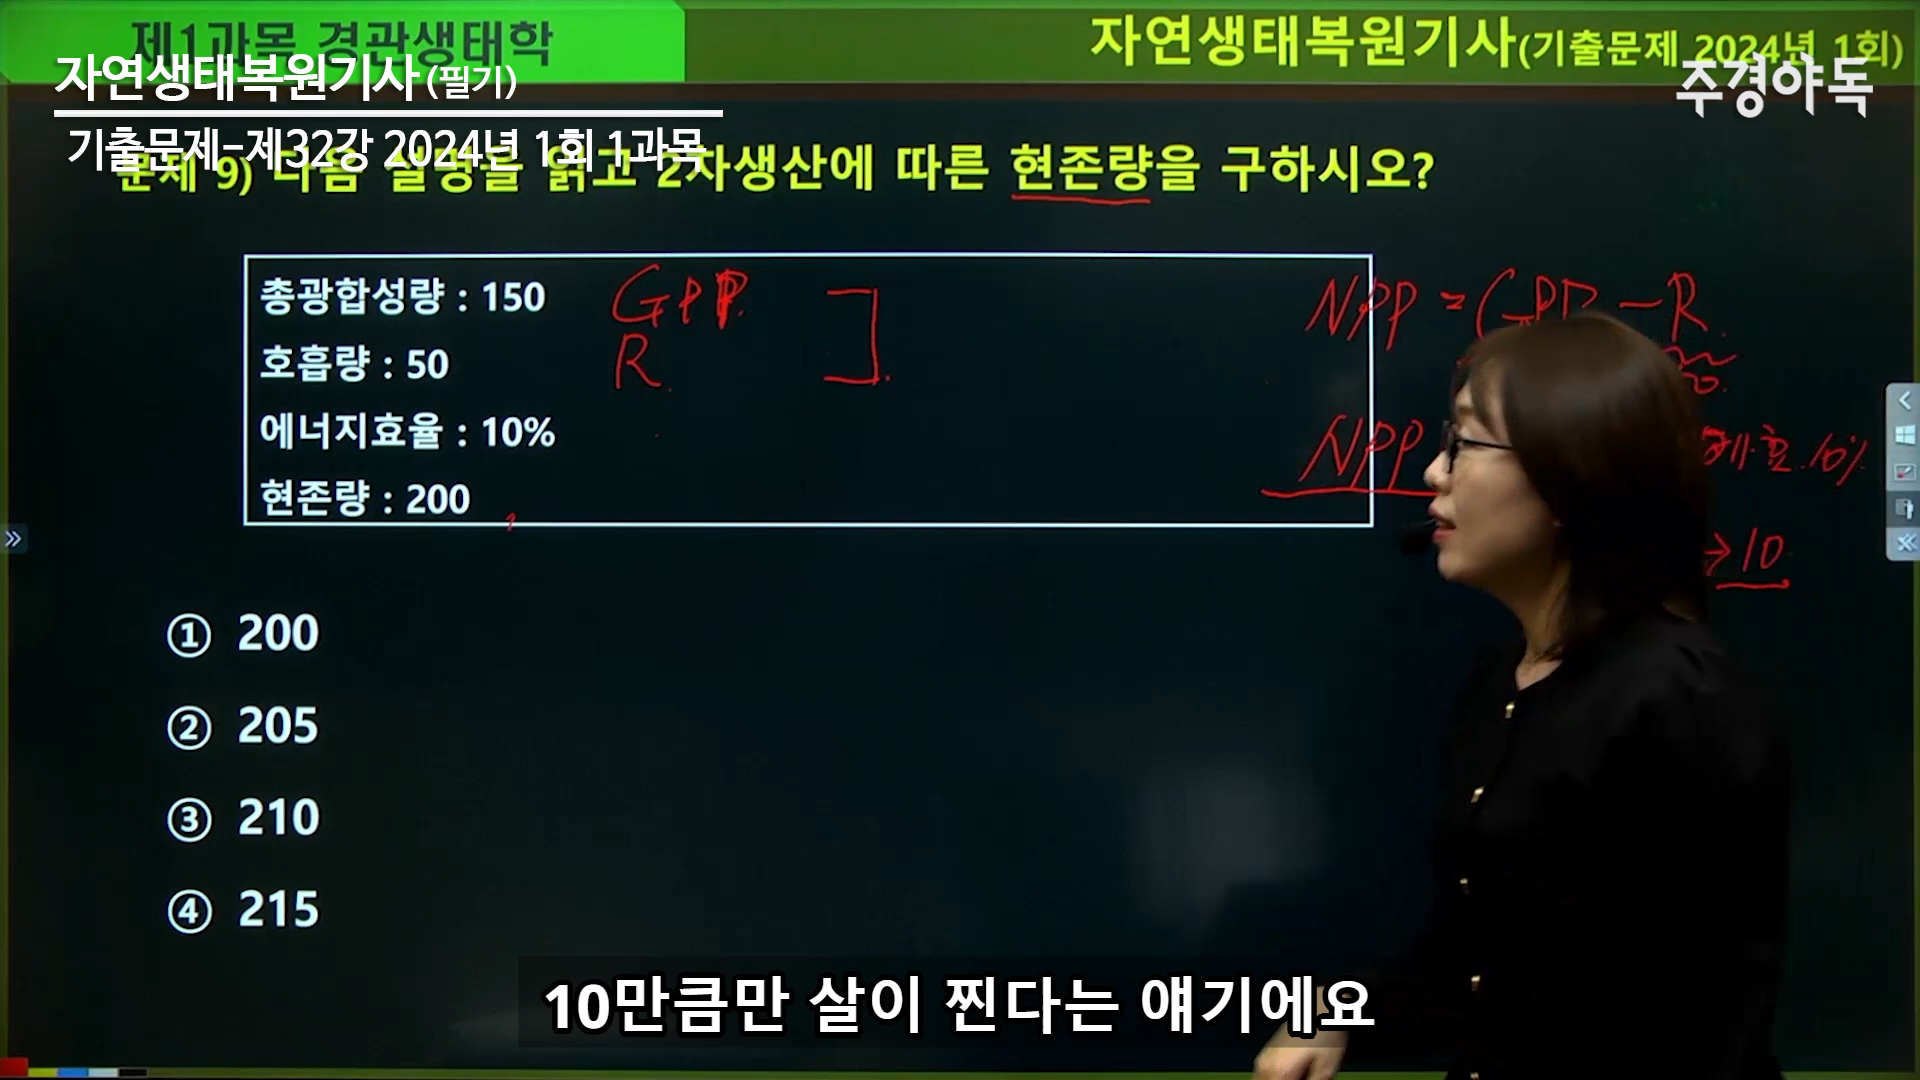 제1과목 경관생태학
자연생태복원기사(기출문제 2024년 1회)
자연생태복원기사(필기)
주경야독
기출문제-제32강 2024년 1회 1과목
문제 9) 다음 설명을 읽고 2차생산에 따른 현존량을 구하시오?
총광합성량 : 150 GPP
호흡량 : 50 R
에너지효율 : 10%
현존량 : 200
NPP = GPP - R
NPP
에너효 10%
→ 10
① 200
② 205
③ 210
④ 215
10만큼만 살이 찐다는 얘기에요